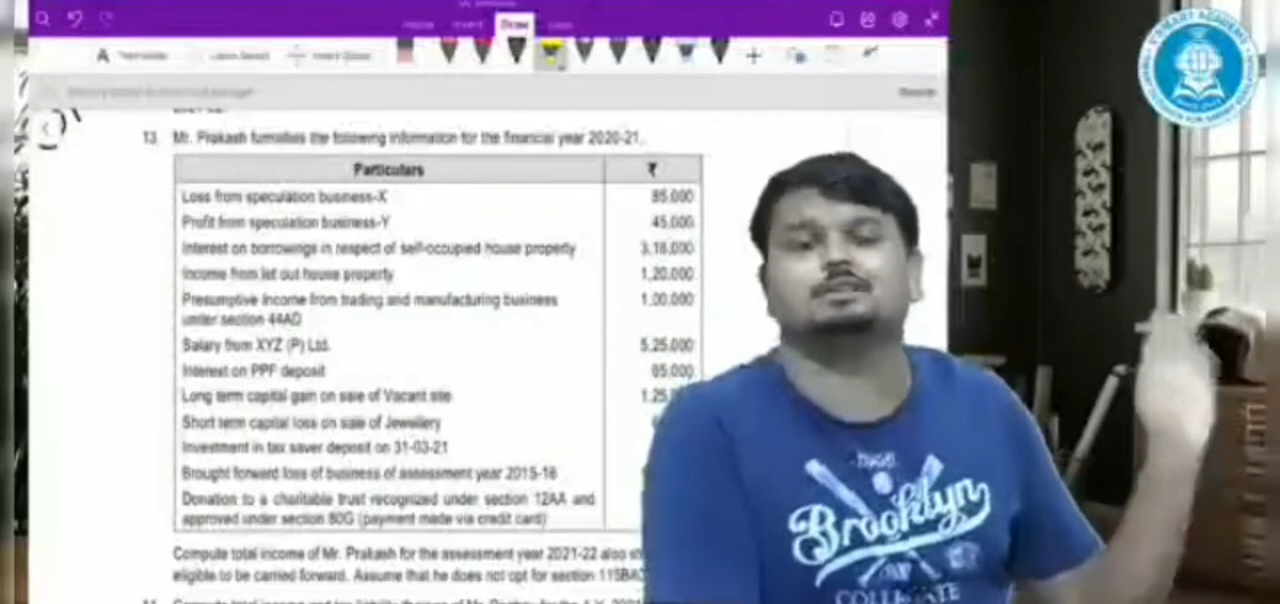 Draw
13. Mr. Prakash furnishes the following information for the financial year 2020-21.
Particulars ₹
Loss from speculation business-X 85,000
Profit from speculation business-Y 45,000
Interest on borrowings in respect of self-occupied house property 3,18,000
Income from let out house property 1,20,000
Presumptive Income from trading and manufacturing business 1,00,000
under section 44AD
Salary from XYZ (P) Ltd. 5,25,000
Interest on PPF deposit 65,000
Long term capital gain on sale of Vacant site 1,25,
Short term capital loss on sale of Jewellery
Investment in tax saver deposit on 31-03-21
Brought forward loss of business of assessment year 2015-16
Donation to a charitable trust recognized under section 12AA and
approved under section 80G (payment made via credit card)
Compute total income of Mr. Prakash for the assessment year 2021-22 also
eligible to be carried forward. Assume that he does not opt for section 115BAC
Brooklyn